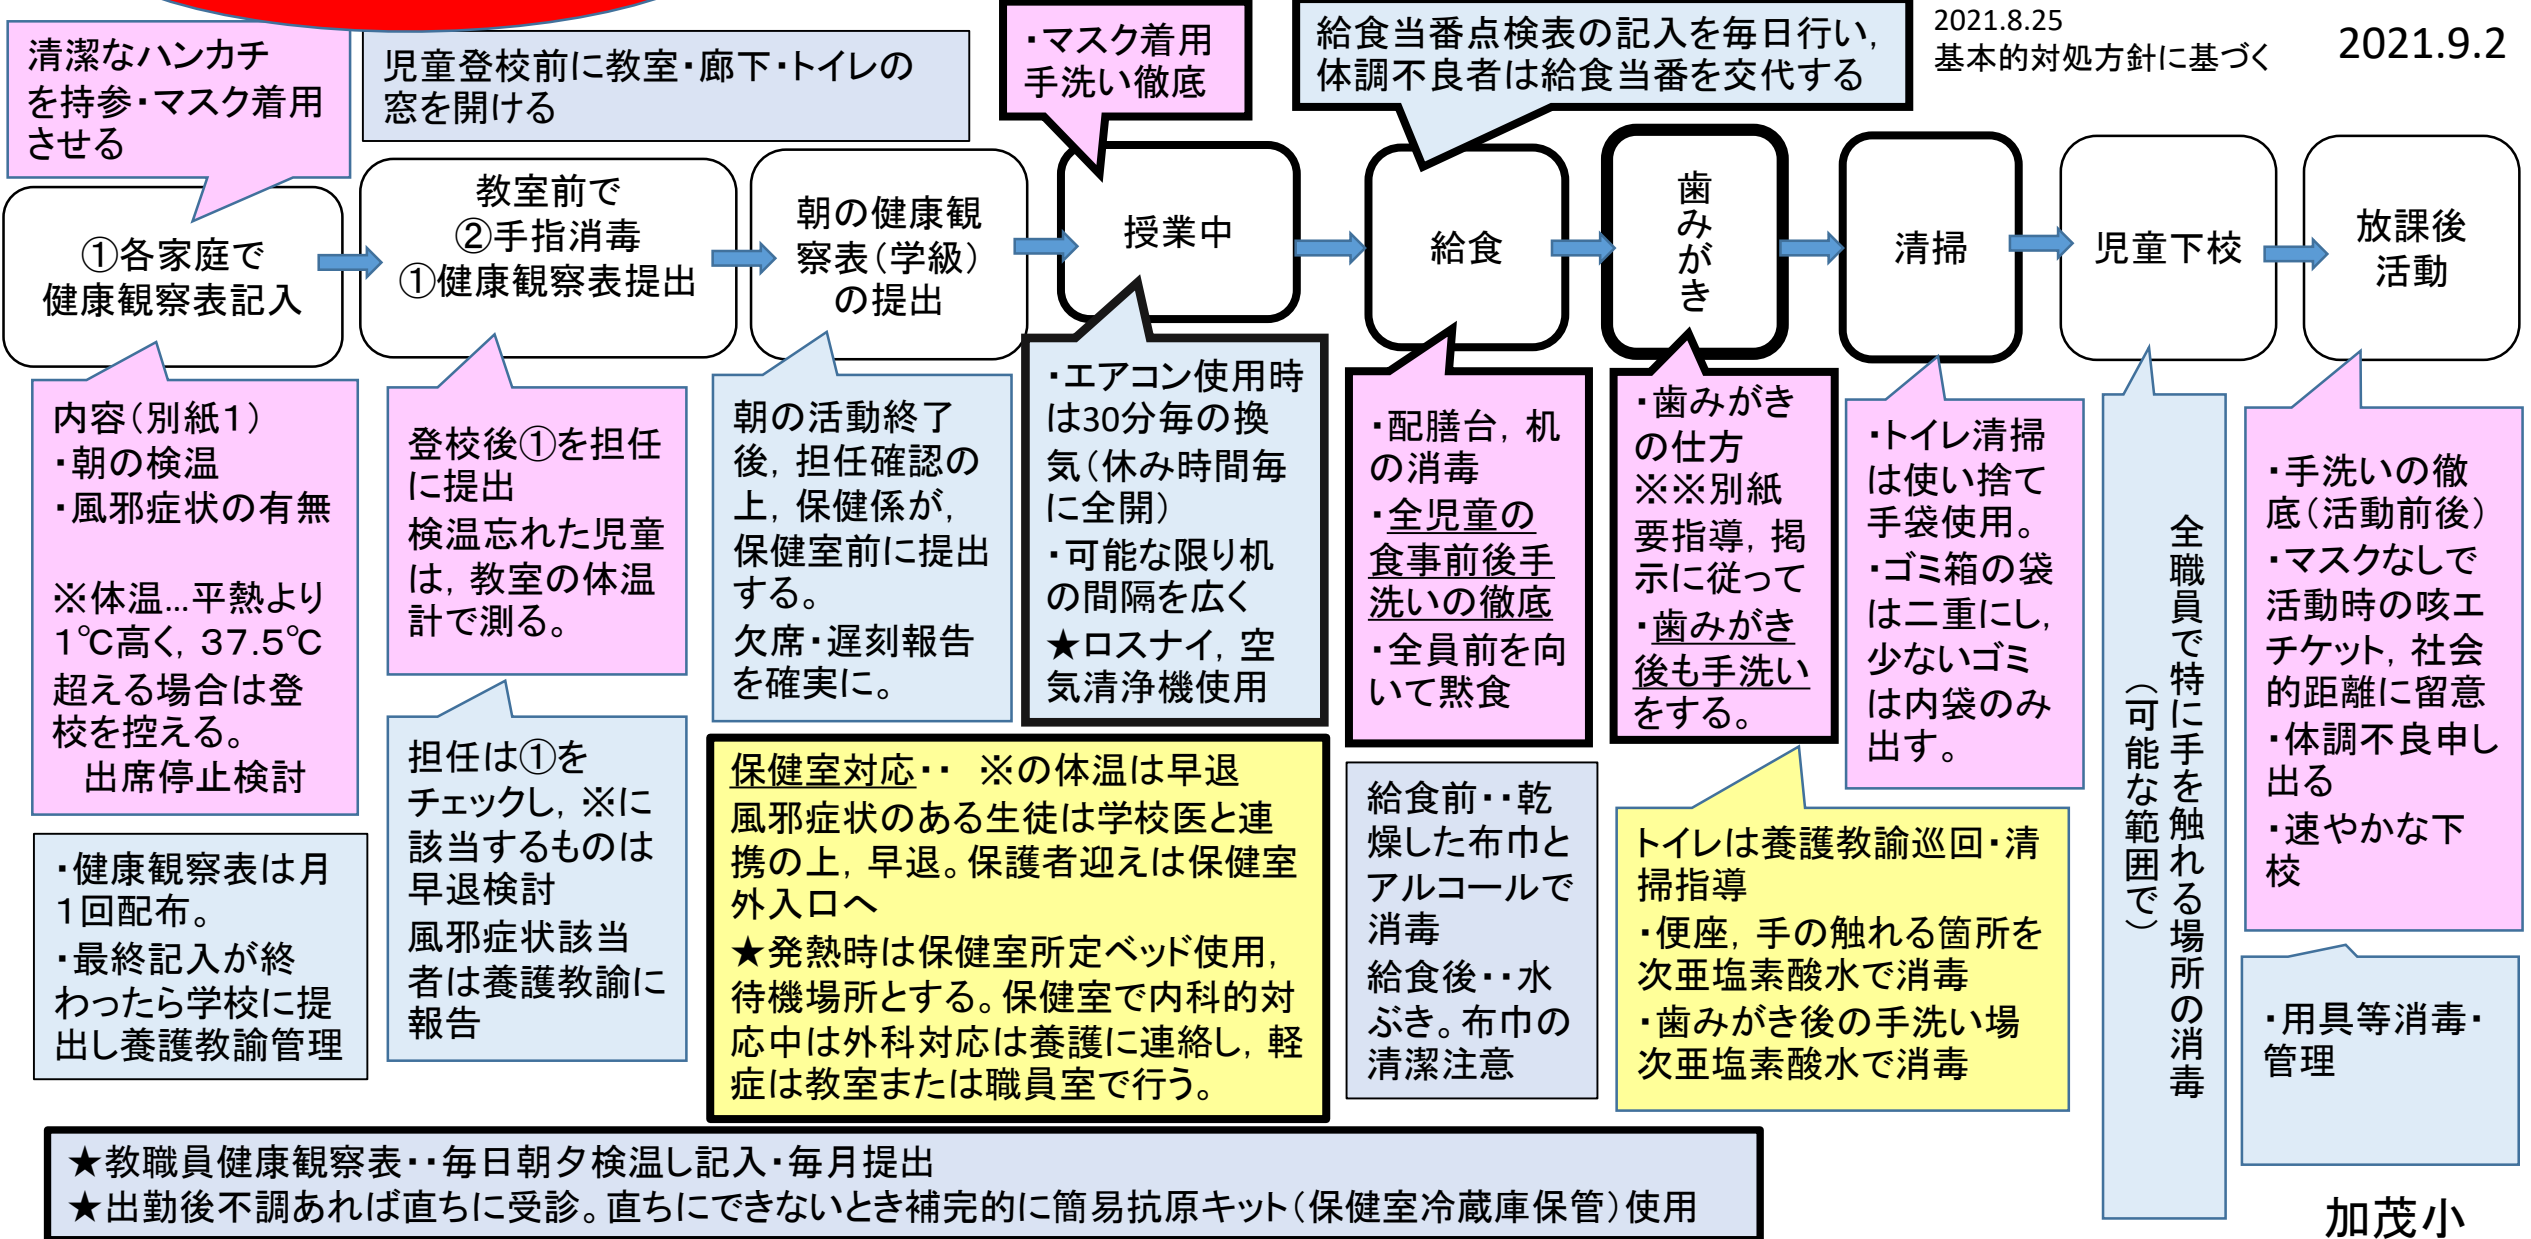 清潔なハンカチ
を持参・マスク着用
させる
児童登校前に教室・廊下・トイレの
窓を開ける
・マスク着用
手洗い徹底
給食当番点検表の記入を毎日行い，
体調不良者は給食当番を交代する
2021.8.25
基本的対処方針に基づく
2021.9.2
①各家庭で
健康観察表記入
教室前で
②手指消毒
①健康観察表提出
朝の健康観
察表（学級）
の提出
授業中
給食
歯みがき
清掃
児童下校
放課後
活動
内容（別紙１）
・朝の検温
・風邪症状の有無
※体温…平熱より
１℃高く，３７.５℃
超える場合は登
校を控える。
出席停止検討
登校後①を担任
に提出
検温忘れた児童
は，教室の体温
計で測る。
朝の活動終了
後，担任確認の
上，保健係が，
保健室前に提出
する。
欠席・遅刻報告
を確実に。
・エアコン使用時
は30分毎の換
気（休み時間毎
に全開）
・可能な限り机
の間隔を広く
★ロスナイ，空
気清浄機使用
・配膳台，机
の消毒
・全児童の
食事前後手
洗いの徹底
・全員前を向
いて黙食
・歯みがき
の仕方
※※別紙
要指導，掲
示に従って
・歯みがき
後も手洗い
をする。
・トイレ清掃
は使い捨て
手袋使用。
・ゴミ箱の袋
は二重にし，
少ないゴミ
は内袋のみ
出す。
全職員で特に手を触れる場所の消毒
（可能な範囲で）
・手洗いの徹
底（活動前後）
・マスクなしで
活動時の咳エ
チケット，社会
的距離に留意
・体調不良申し
出る
・速やかな下
校
・健康観察表は月
１回配布。
・最終記入が終
わったら学校に提
出し養護教諭管理
担任は①を
チェックし，※に
該当するものは
早退検討
風邪症状該当
者は養護教諭に
報告
保健室対応・・　※の体温は早退
風邪症状のある生徒は学校医と連
携の上，早退。保護者迎えは保健室
外入口へ
★発熱時は保健室所定ベッド使用，
待機場所とする。保健室で内科的対
応中は外科対応は養護に連絡し，軽
症は教室または職員室で行う。
給食前・・乾
燥した布巾と
アルコールで
消毒
給食後・・水
ぶき。布巾の
清潔注意
トイレは養護教諭巡回・清
掃指導
・便座，手の触れる箇所を
次亜塩素酸水で消毒
・歯みがき後の手洗い場
次亜塩素酸水で消毒
・用具等消毒・
管理
★教職員健康観察表・・毎日朝夕検温し記入・毎月提出
★出勤後不調あれば直ちに受診。直ちにできないとき補完的に簡易抗原キット（保健室冷蔵庫保管）使用
加茂小